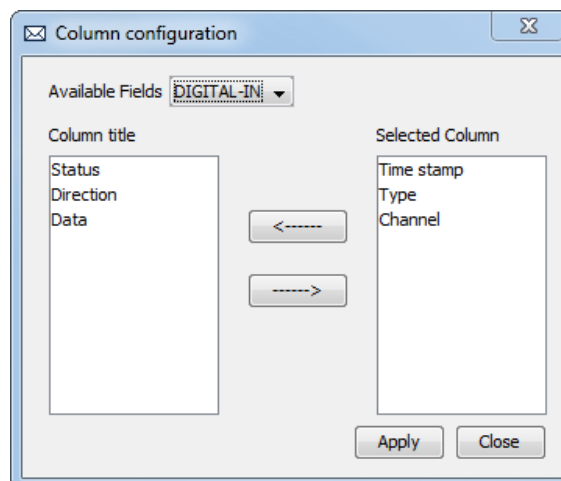 Column configuration
Available Fields DIGITAL-IN
Column title
Selected Column
Status
Direction
Data
Time stamp
Type
Channel
<------
------>
Apply
Close